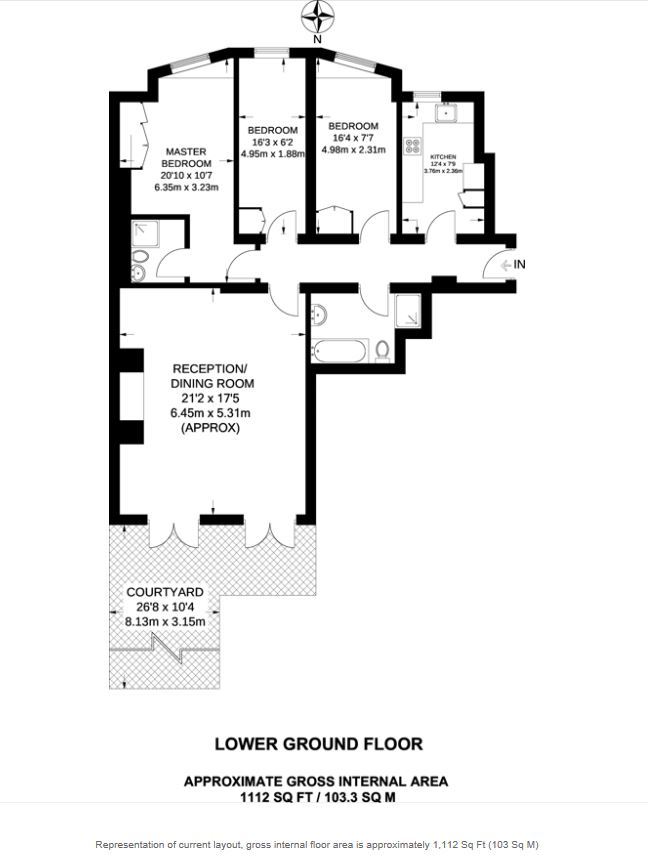 N
BEDROOM
16'3 x 6'2
4.95m x 1.88m
BEDROOM
16'4 x 7'7
4.98m x 2.31m
MASTER
BEDROOM
20'10 x 10'7
6.35m x 3.23m
KITCHEN
12'4 x 7'9
3.76m x 2.36m
IN
RECEPTION/
DINING ROOM
21'2 x 17'5
6.45m x 5.31m
(APPROX)
COURTYARD
26'8 x 10'4
8.13m x 3.15m
LOWER GROUND FLOOR
APPROXIMATE GROSS INTERNAL AREA
1112 SQ FT / 103.3 SQ M
Representation of current layout, gross internal floor area is approximately 1,112 Sq Ft (103 Sq M)